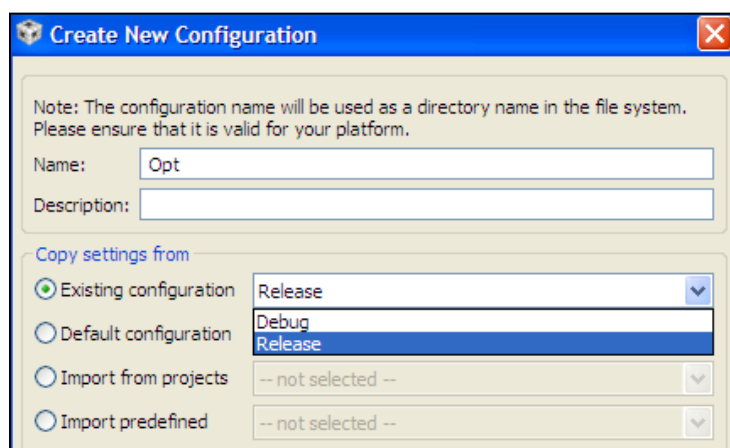 Create New Configuration
Note: The configuration name will be used as a directory name in the file system.
Please ensure that it is valid for your platform.
Name: Opt
Description:
Copy settings from
Existing configuration Release
Debug
Default configuration
Release
Import from projects -- not selected --
Import predefined -- not selected --